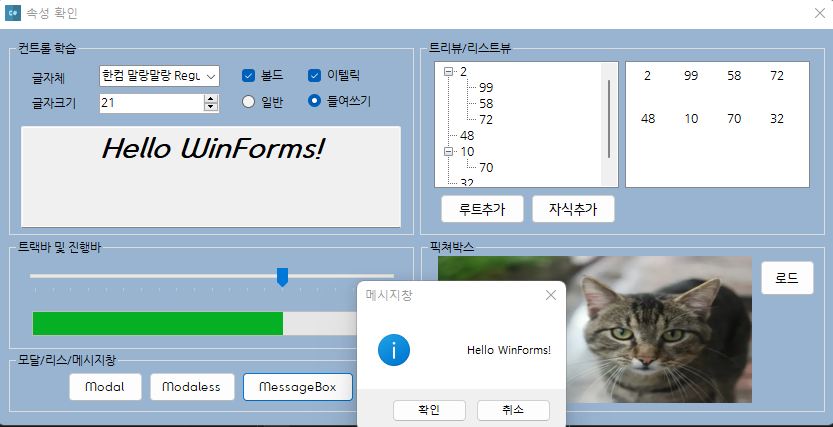 C#
속성 확인
컨트롤 학습
글자체
한컴 말랑말랑 Regu
볼드
이텔릭
글자크기
21
일반
들여쓰기
Hello WinForms!
트리뷰/리스트뷰
2
99
58
72
48
10
70
32
2 99 58 72
48 10 70 32
루트추가
자식추가
트랙바 및 진행바
픽쳐박스
로드
모달/리스/메시지창
Modal
Modaless
MessageBox
메시지창
Hello WinForms!
확인
취소